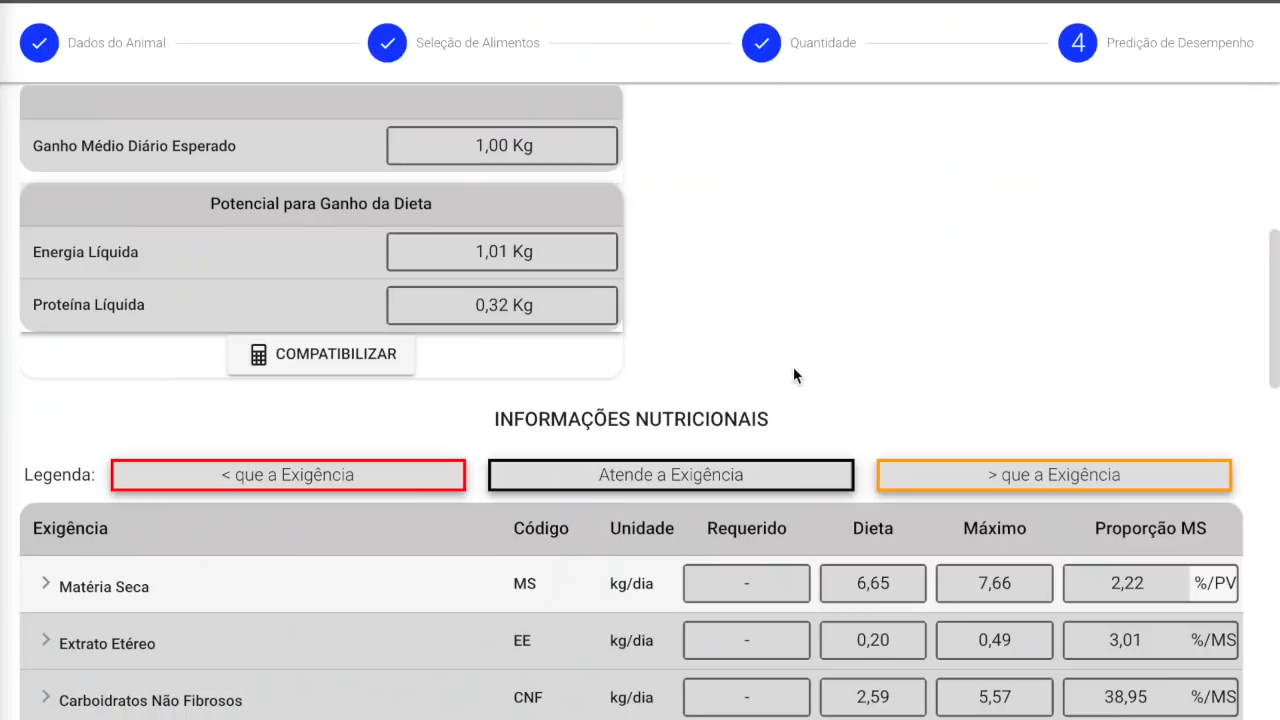 Dados do Animal
Seleção de Alimentos
Quantidade
4 Predição de Desempenho
Ganho Médio Diário Esperado 1,00 Kg
Potencial para Ganho da Dieta
Energia Líquida 1,01 Kg
Proteína Líquida 0,32 Kg
COMPATIBILIZAR
INFORMAÇÕES NUTRICIONAIS
Legenda: < que a Exigência Atende a Exigência > que a Exigência
Exigência Código Unidade Requerido Dieta Máximo Proporção MS
Matéria Seca MS kg/dia - 6,65 7,66 2,22 %/PV
Extrato Etéreo EE kg/dia - 0,20 0,49 3,01 %/MS
Carboidratos Não Fibrosos CNF kg/dia - 2,59 5,57 38,95 %/MS